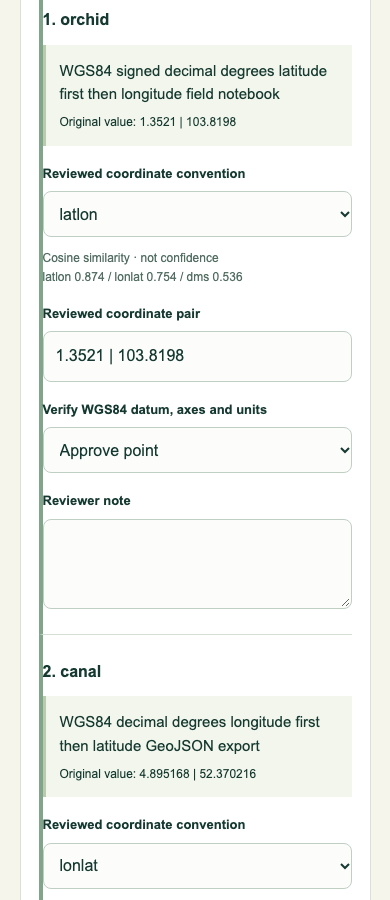 1. orchid
WGS84 signed decimal degrees latitude
first then longitude field notebook
Original value: 1.3521 | 103.8198
Reviewed coordinate convention
latlon
Cosine similarity · not confidence
latlon 0.874 / lonlat 0.754 / dms 0.536
Reviewed coordinate pair
1.3521 | 103.8198
Verify WGS84 datum, axes and units
Approve point
Reviewer note
2. canal
WGS84 decimal degrees longitude first
then latitude GeoJSON export
Original value: 4.895168 | 52.370216
Reviewed coordinate convention
lonlat